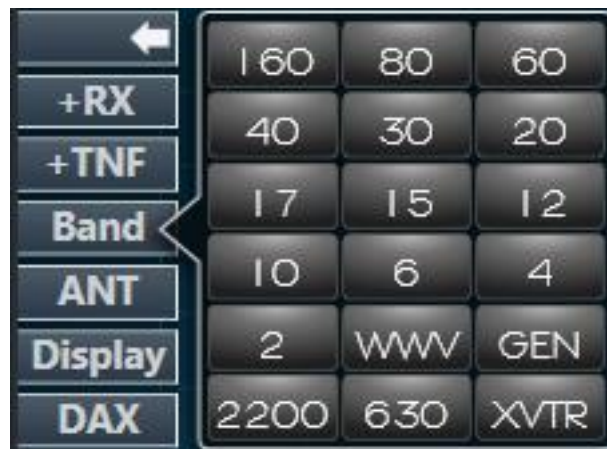 +RX
+TNF
Band
ANT
Display
DAX
160 80 60
40 30 20
17 15 12
10 6 4
2 WWV GEN
2200 630 XVTR